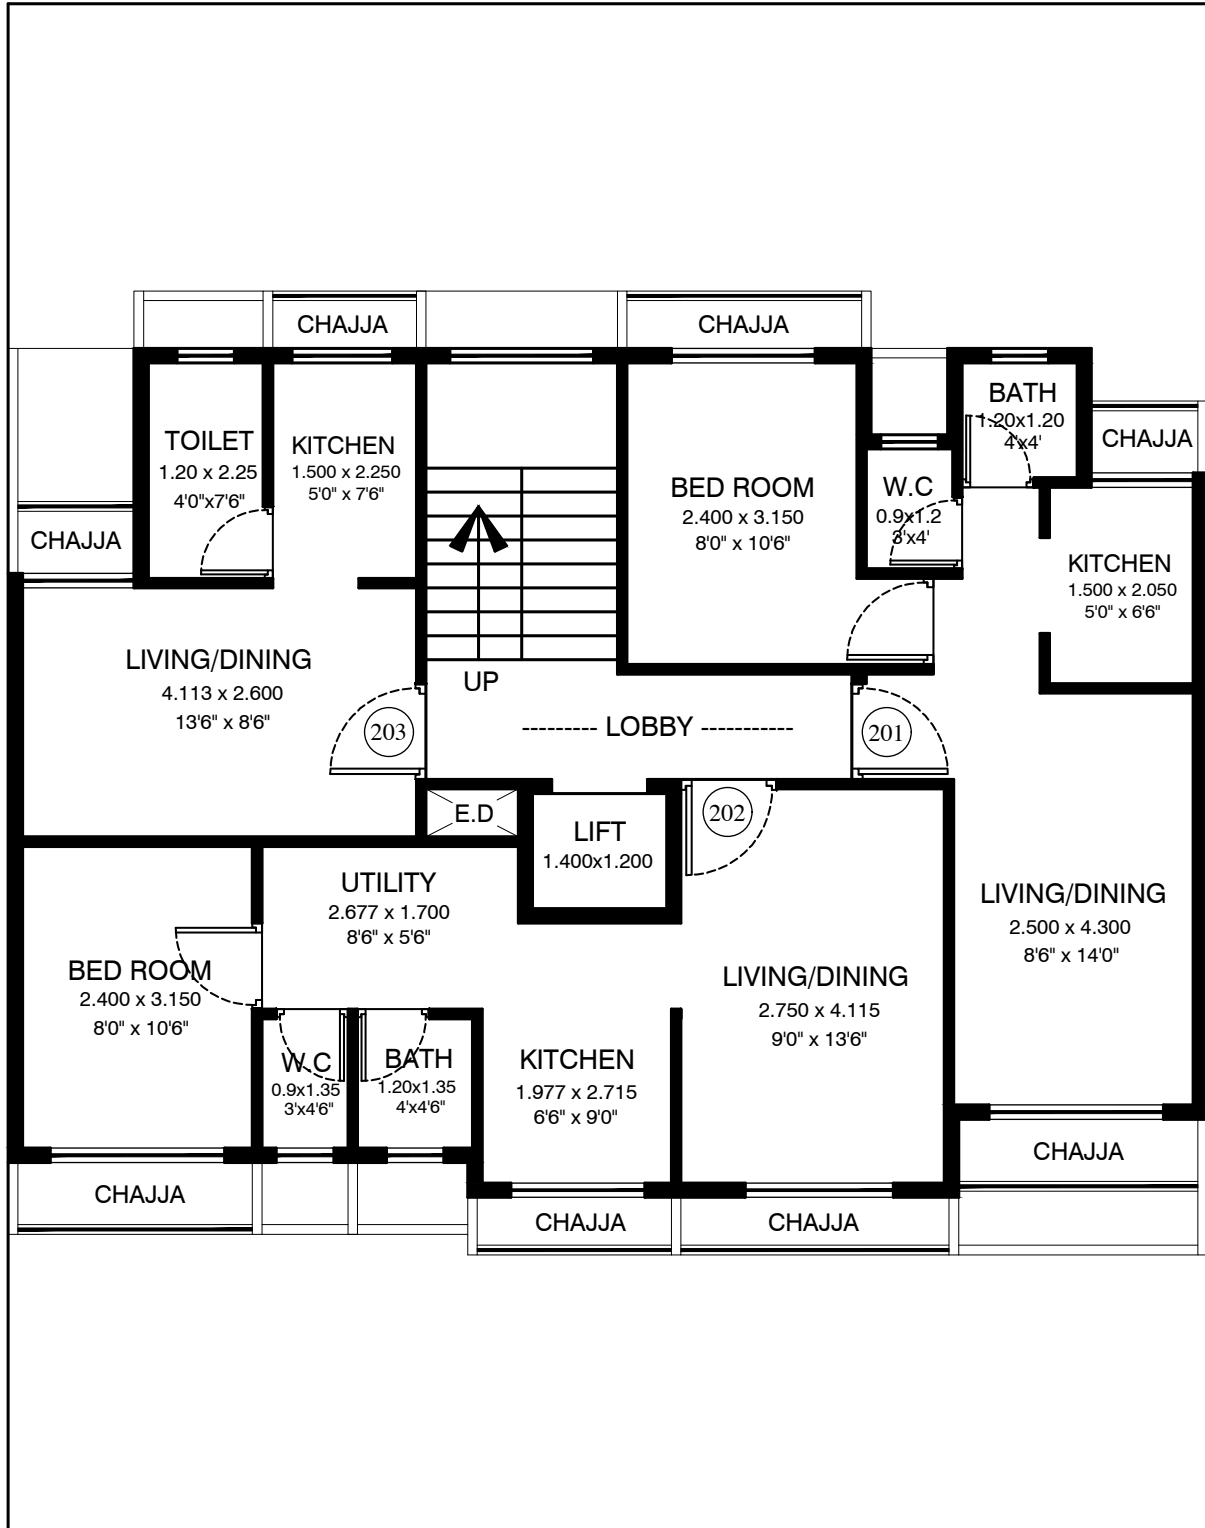 CHAJJA
CHAJJA
TOILET
1.20 x 2.25
4'0"x7'6"
KITCHEN
1.500 x 2.250
5'0" x 7'6"
BED ROOM
2.400 x 3.150
8'0" x 10'6"
W.C
0.9x1.2
3'x4'
BATH
1.20x1.20
4'x4'
CHAJJA
CHAJJA
KITCHEN
1.500 x 2.050
5'0" x 6'6"
LIVING/DINING
4.113 x 2.600
13'6" x 8'6"
UP
203
LOBBY
201
E.D
LIFT
1.400x1.200
202
UTILITY
2.677 x 1.700
8'6" x 5'6"
LIVING/DINING
2.500 x 4.300
8'6" x 14'0"
BED ROOM
2.400 x 3.150
8'0" x 10'6"
LIVING/DINING
2.750 x 4.115
9'0" x 13'6"
W.C
0.9x1.35
3'x4'6"
BATH
1.20x1.35
4'x4'6"
KITCHEN
1.977 x 2.715
6'6" x 9'0"
CHAJJA
CHAJJA
CHAJJA
CHAJJA